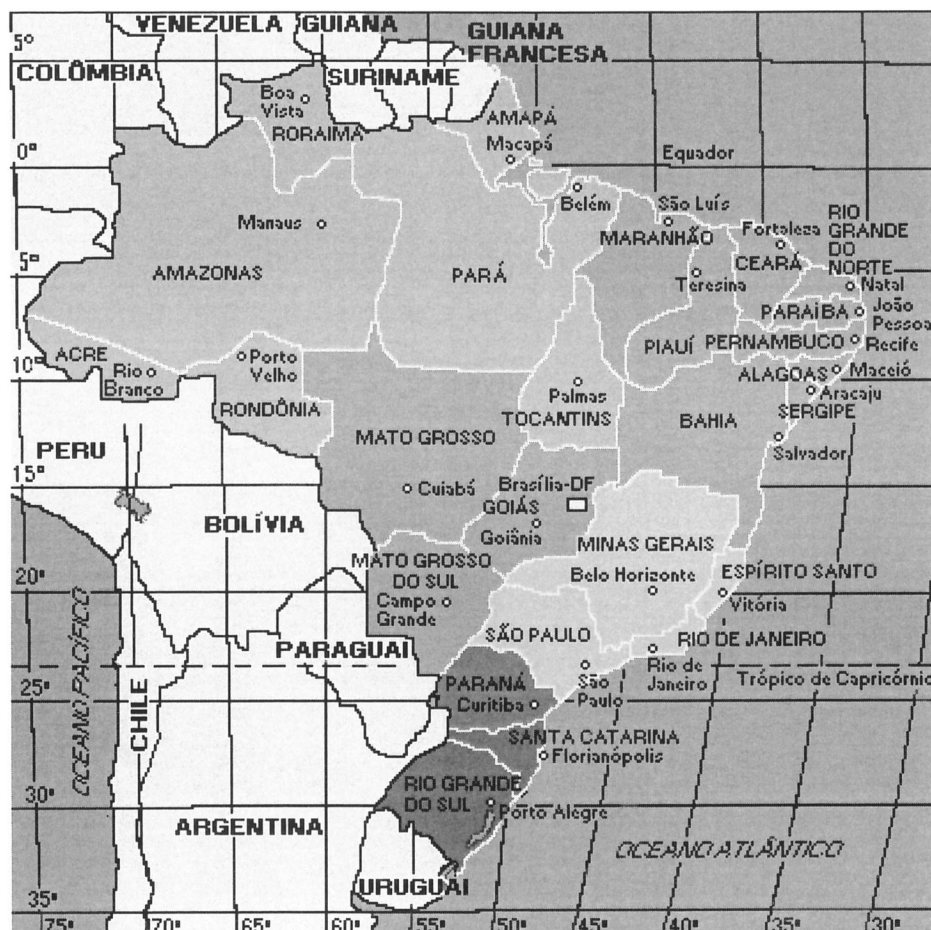 VENEZUELA
GUIANA
GUIANA
FRANCESA
5°
COLÔMBIA
SURINAME
Boa
Vista
RORAIMA
AMAPÁ
Macapá
0°
Equador
Belém
São Luís
Manaus
MARANHÃO
Fortaleza
RIO
GRANDE
DO
NORTE
CEARÁ
AMAZONAS
PARÁ
5°
Teresina
Natal
PARAÍBA
João
Pessoa
PIAUÍ
PERNAMBUCO
Recife
ACRE
Rio
Branco
Porto
Velho
10°
RONDÔNIA
Palmas
TOCANTINS
ALAGOAS
Maceió
Aracaju
SERGIPE
BAHIA
MATO GROSSO
Salvador
PERU
15°
Cuiabá
Brasília-DF
GOIÁS
Goiânia
BOLÍVIA
MINAS GERAIS
MATO GROSSO
DO SUL
Belo Horizonte
ESPÍRITO SANTO
20°
Campo
Grande
Vitória
OCEANO PACÍFICO
SÃO PAULO
RIO DE JANEIRO
PARAGUAI
Rio de
Janeiro
São
Paulo
Trópico de Capricórnio
25°
CHILE
PARANÁ
Curitiba
SANTA CATARINA
Florianópolis
RIO GRANDE
DO SUL
30°
Porto Alegre
ARGENTINA
OCEANO ATLÂNTICO
URUGUAI
35°
75°
70°
65°
60°
55°
50°
45°
40°
35°
30°